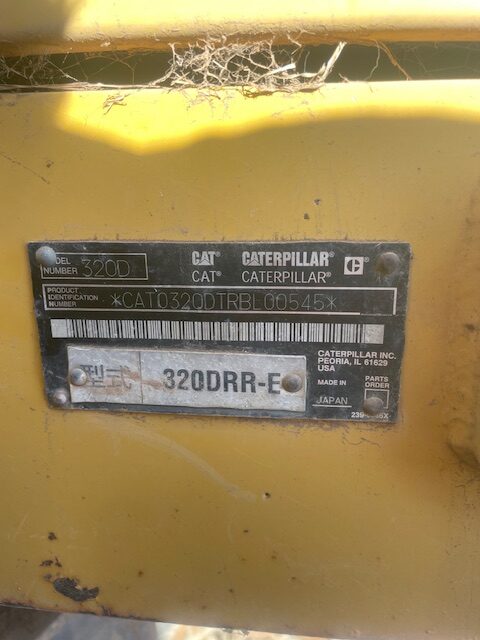 MODEL NUMBER 320D
CAT® CATERPILLAR®
CAT® CATERPILLAR®
C
PRODUCT IDENTIFICATION NUMBER *CAT0320DTRBL00545*
型式 320DRR-E
CATERPILLAR INC.
PEORIA, IL 61629
USA
MADE IN
JAPAN
PARTS ORDER